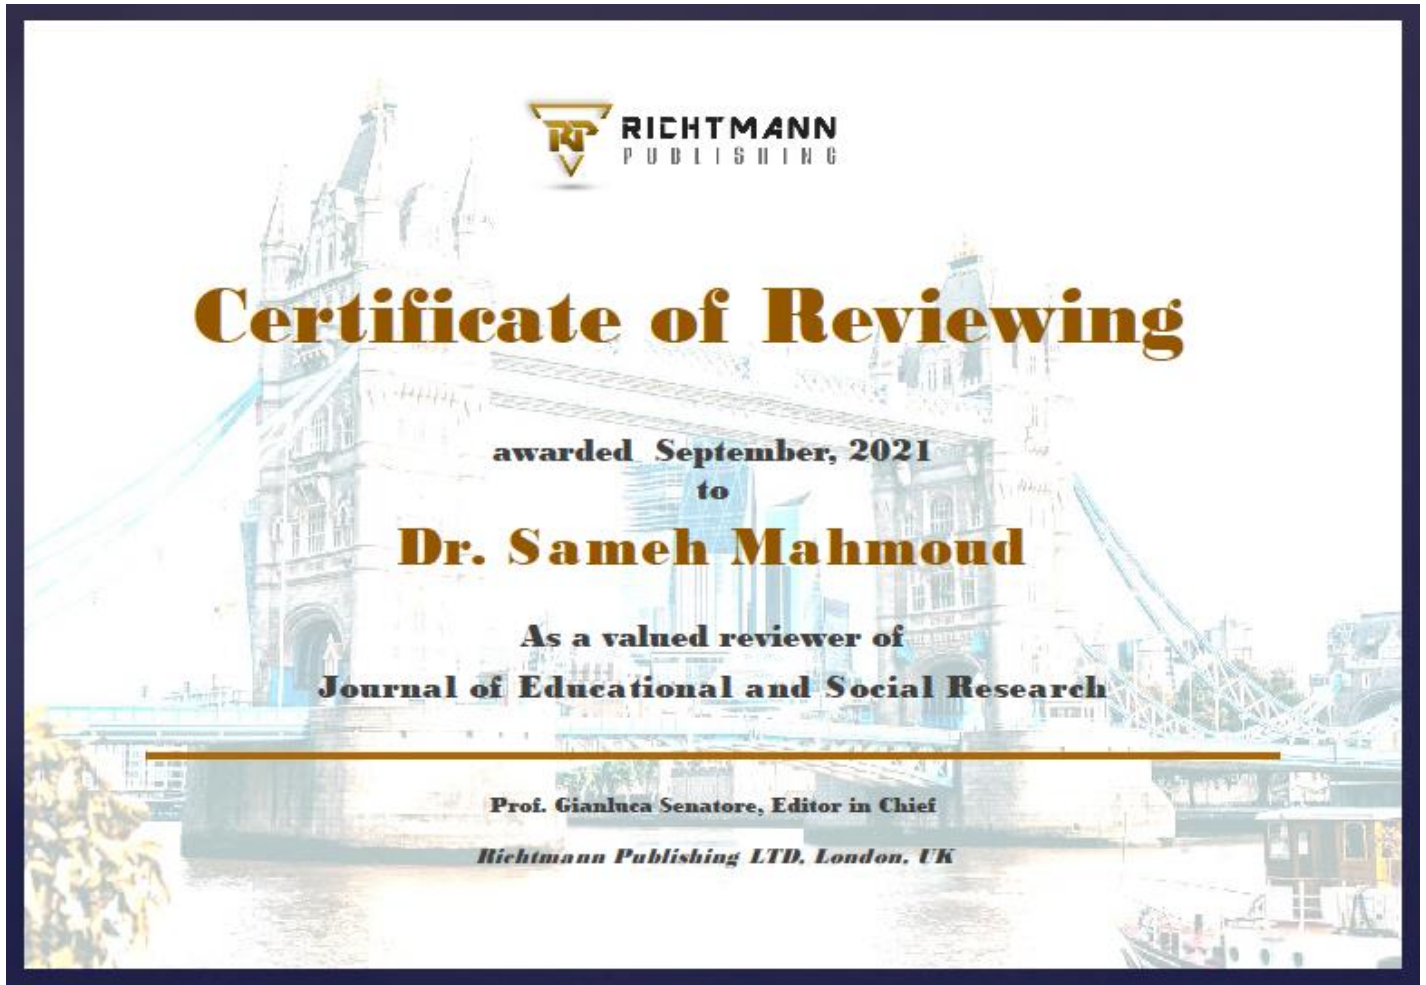 RICHTMANN
PUBLISHING
Certificate of Reviewing
awarded September, 2021
to
Dr. Sameh Mahmoud
As a valued reviewer of
Journal of Educational and Social Research
Prof. Gianluca Senatore, Editor in Chief
Richtmann Publishing LTD, London, UK